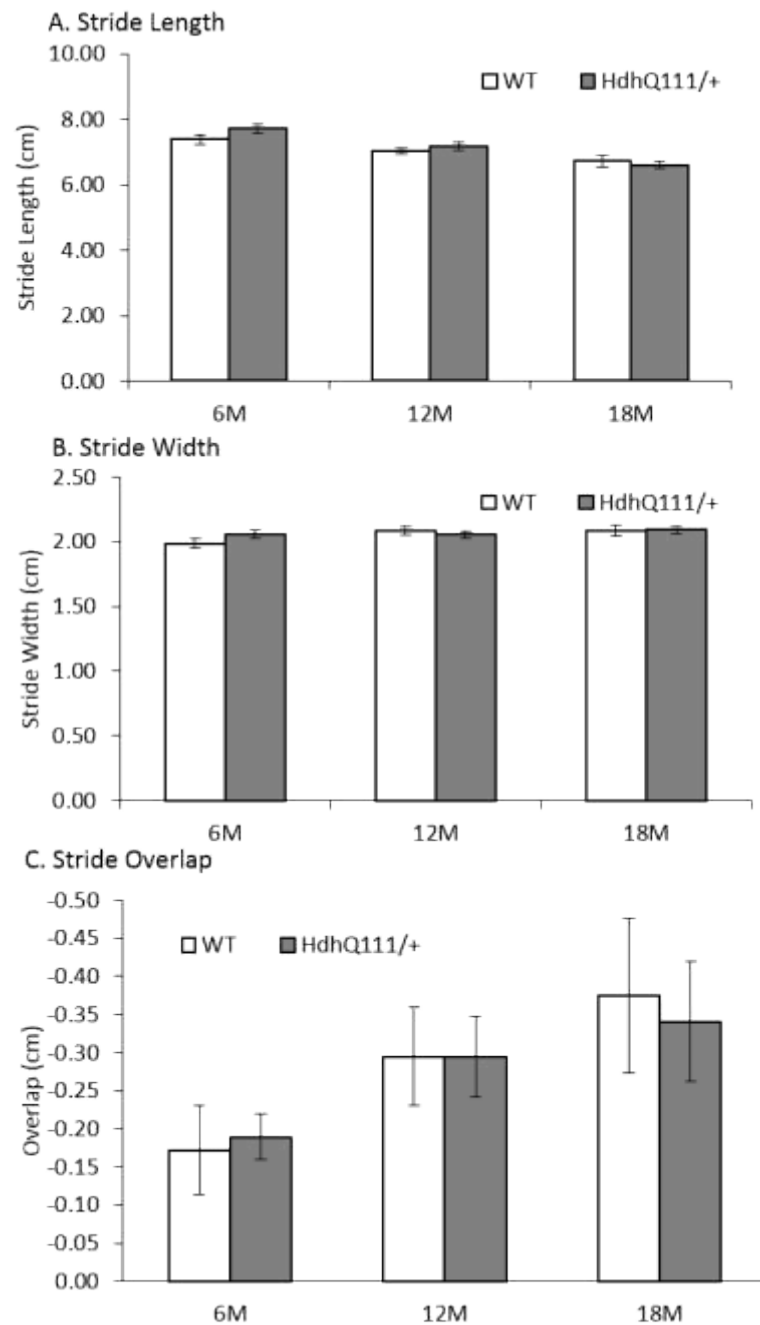 A. Stride Length
10.00
8.00
6.00
4.00
2.00
0.00
Stride Length (cm)
WT HdhQ111/+
6M 12M 18M
B. Stride Width
2.50
2.00
1.50
1.00
0.50
0.00
Stride Width (cm)
WT HdhQ111/+
6M 12M 18M
C. Stride Overlap
-0.50
-0.45
-0.40
-0.35
-0.30
-0.25
-0.20
-0.15
-0.10
-0.05
0.00
Overlap (cm)
WT HdhQ111/+
6M 12M 18M